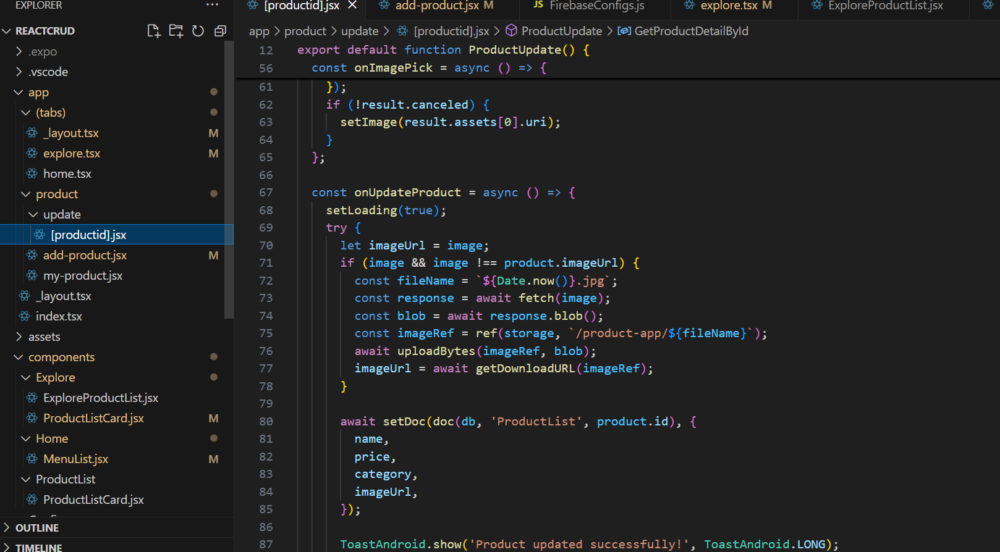 EXPLORER ...
REACTCRUD
.expo
.vscode
app
(tabs)
_layout.tsx M
explore.tsx M
home.tsx
product
update
[productid].jsx
add-product.jsx M
my-product.jsx
_layout.tsx
index.tsx
assets
components
Explore
ExploreProductList.jsx
ProductListCard.jsx M
Home
MenuList.jsx M
ProductList
ProductListCard.jsx
OUTLINE
TIMELINE
[productid].jsx add-product.jsx M JS FirebaseConfigs.js explore.tsx M ExploreProductList.jsx
app > product > update > [productid].jsx > ProductUpdate > GetProductDetailById
12 export default function ProductUpdate() {
56 const onImagePick = async () => {
61 });
62 if (!result.canceled) {
63 setImage(result.assets[0].uri);
64 }
65 };
66
67 const onUpdateProduct = async () => {
68 setLoading(true);
69 try {
70 let imageUrl = image;
71 if (image && image !== product.imageUrl) {
72 const fileName = `${Date.now()}.jpg`;
73 const response = await fetch(image);
74 const blob = await response.blob();
75 const imageRef = ref(storage, `/product-app/${fileName}`);
76 await uploadBytes(imageRef, blob);
77 imageUrl = await getDownloadURL(imageRef);
78 }
79
80 await setDoc(doc(db, 'ProductList', product.id), {
81 name,
82 price,
83 category,
84 imageUrl,
85 });
86
87 ToastAndroid.show('Product updated successfully!', ToastAndroid.LONG);